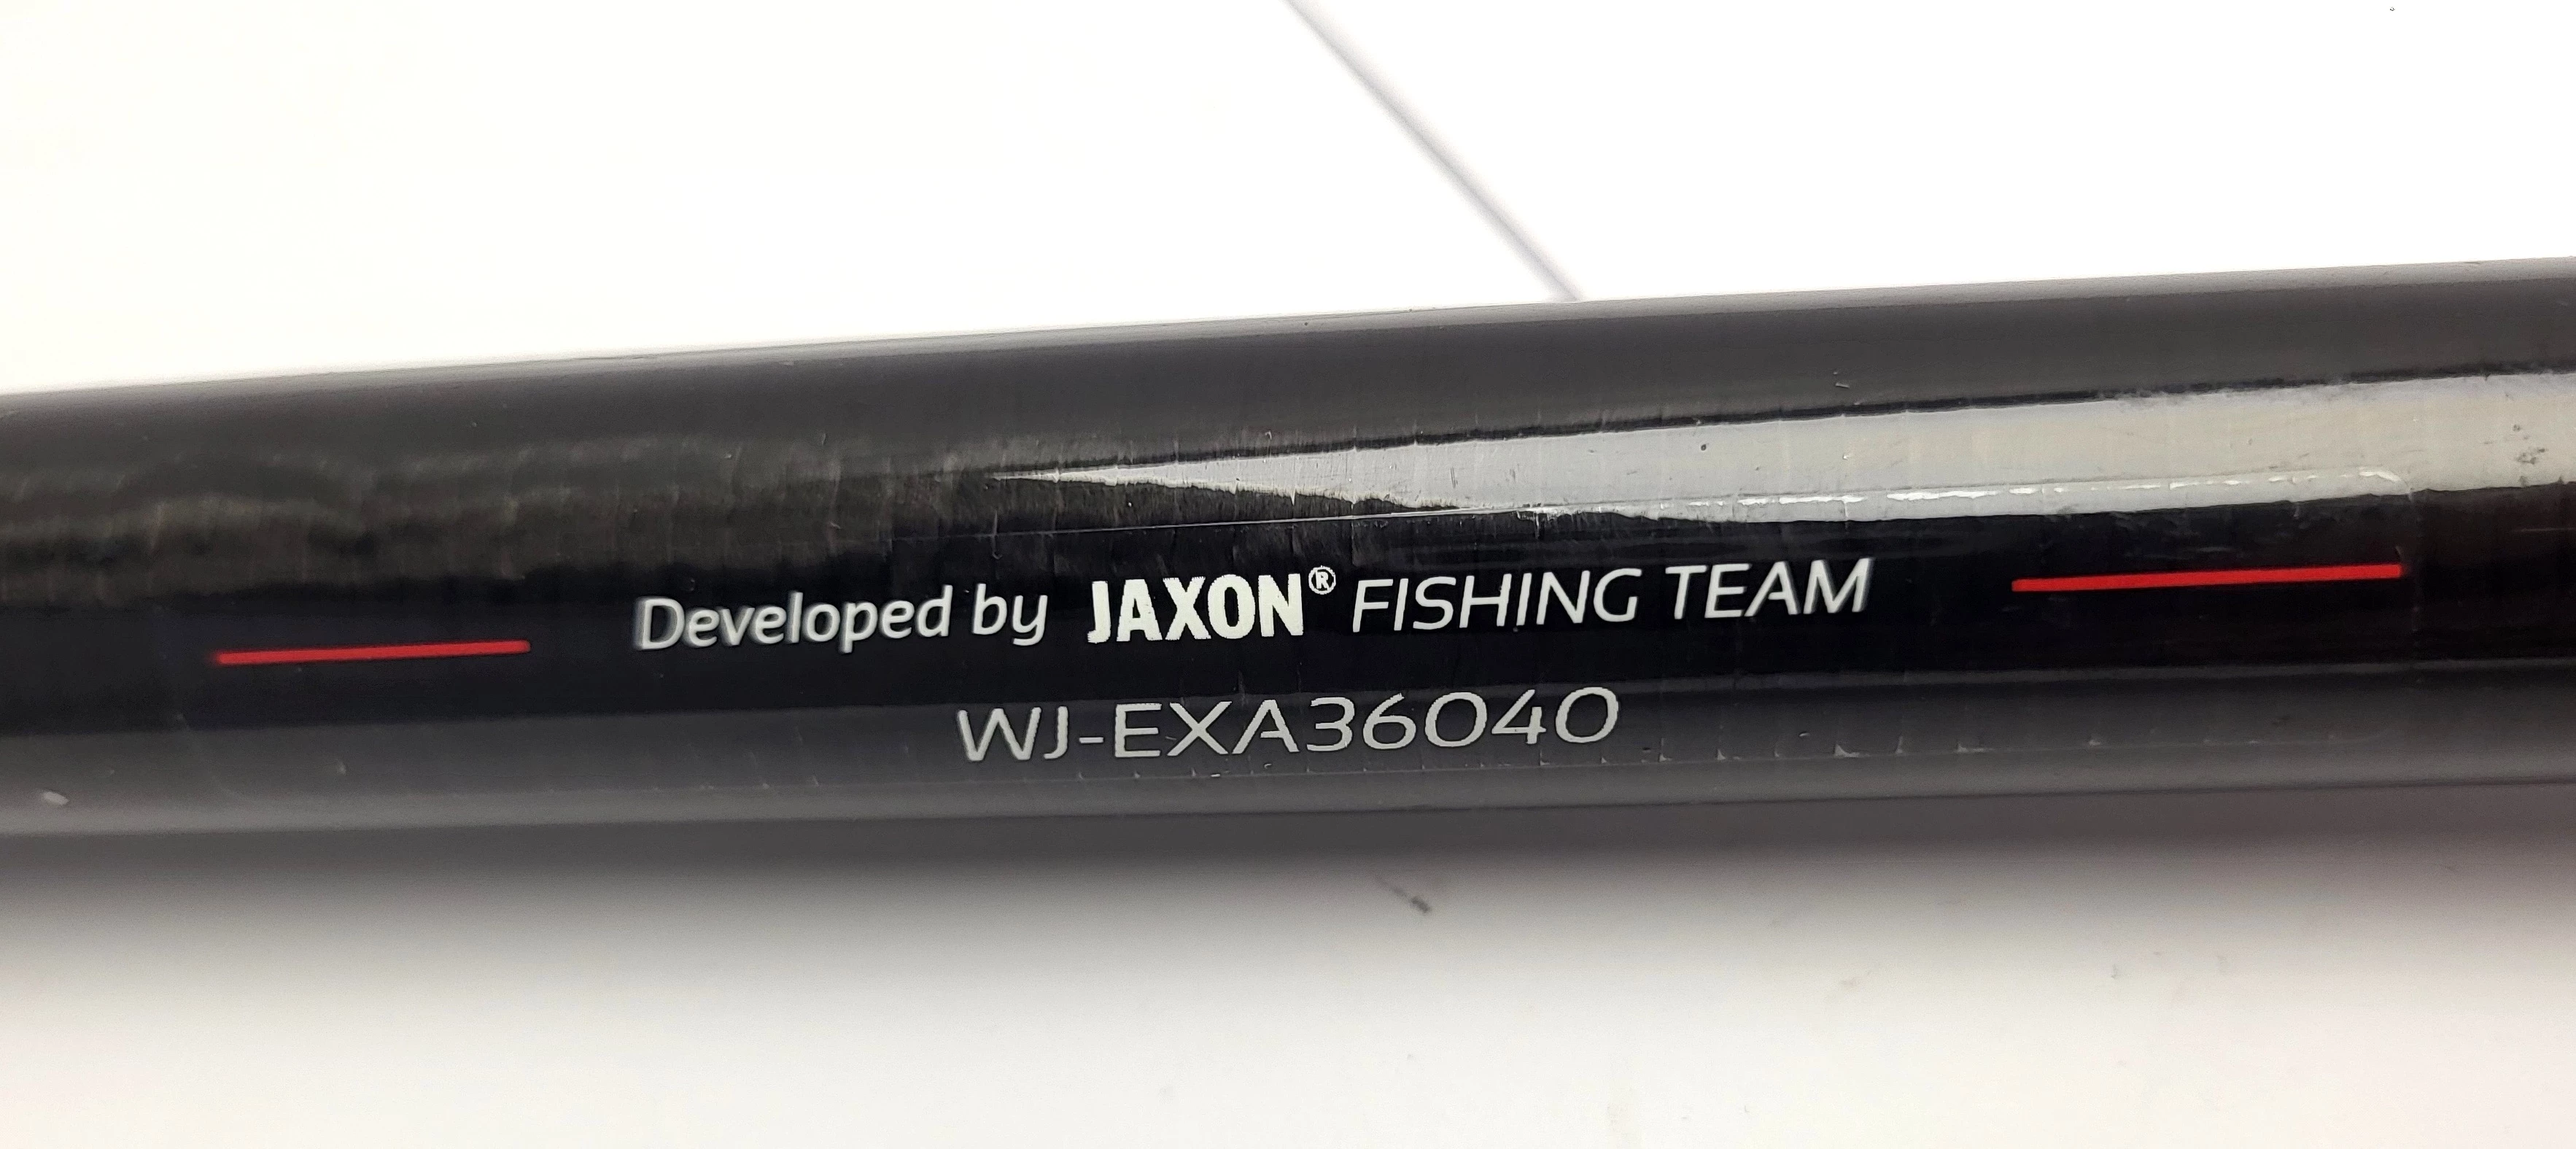 Developed by JAXON® FISHING TEAM
WJ-EXA36040